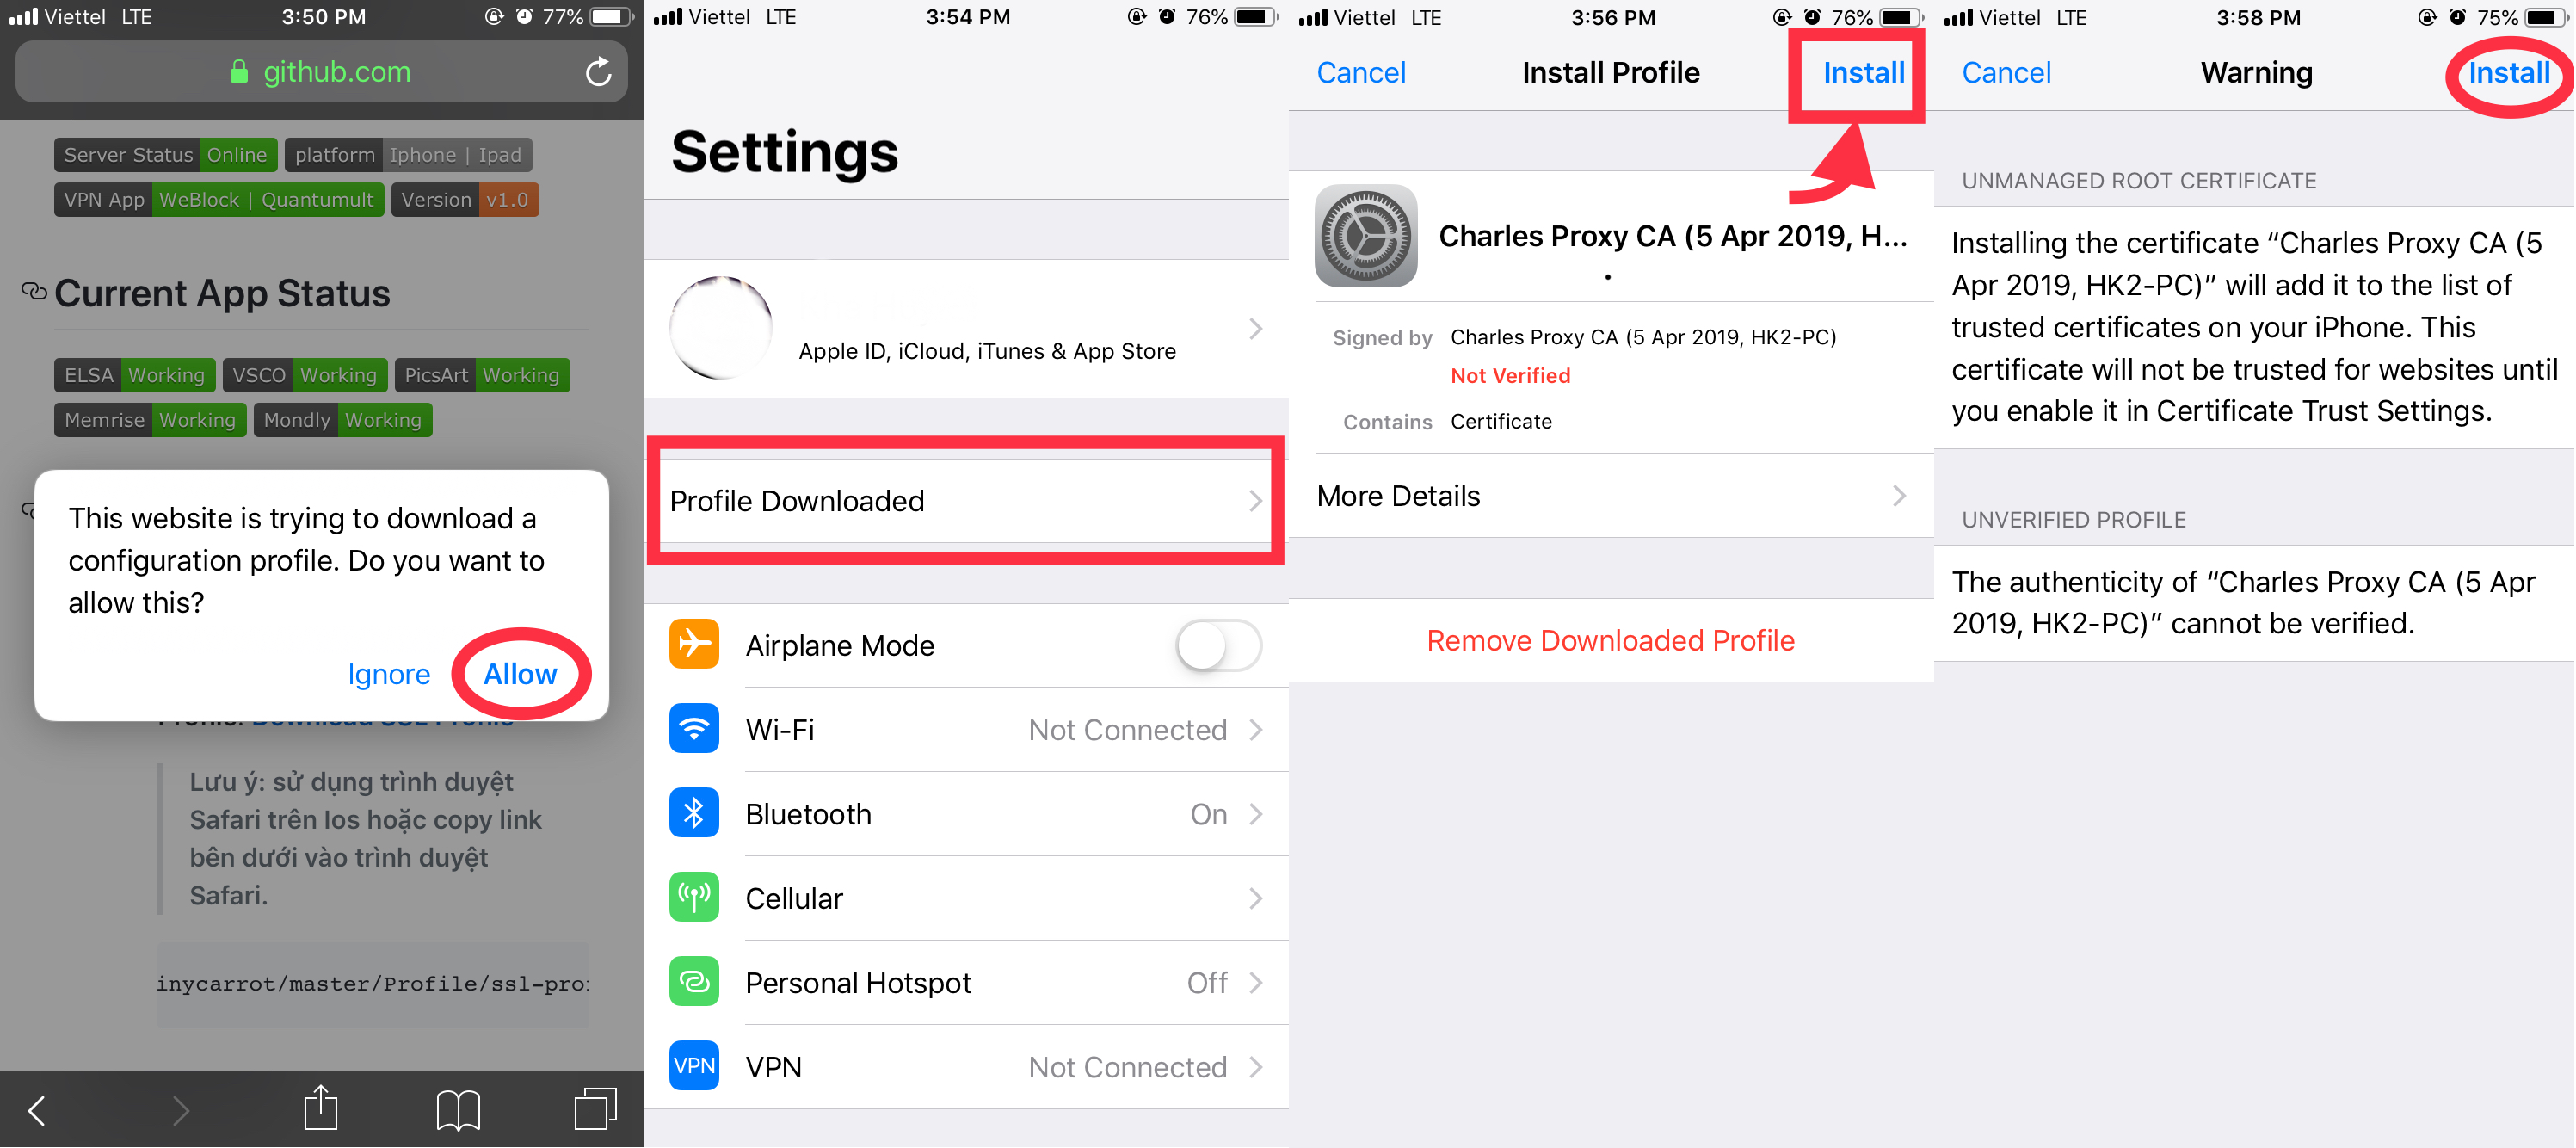 Viettel LTE 3:50 PM 77%
github.com
Server Status Online platform Iphone | Ipad
VPN App WeBlock | Quantumult Version v1.0
Current App Status
ELSA Working VSCO Working PicsArt Working
Memrise Working Mondly Working
This website is trying to download a
configuration profile. Do you want to
allow this?
Ignore Allow
Lưu ý: sử dụng trình duyệt
Safari trên Ios hoặc copy link
bên dưới vào trình duyệt
Safari.
inycarrot/master/Profile/ssl-pro
Viettel LTE 3:54 PM 76%
Settings
Apple ID, iCloud, iTunes & App Store
Profile Downloaded
Airplane Mode
Wi-Fi Not Connected
Bluetooth On
Cellular
Personal Hotspot Off
VPN VPN Not Connected
Viettel LTE 3:56 PM 76%
Cancel Install Profile Install
Charles Proxy CA (5 Apr 2019, H...
Signed by Charles Proxy CA (5 Apr 2019, HK2-PC)
Not Verified
Contains Certificate
More Details
Remove Downloaded Profile
Viettel LTE 3:58 PM 75%
Cancel Warning Install
UNMANAGED ROOT CERTIFICATE
Installing the certificate “Charles Proxy CA (5
Apr 2019, HK2-PC)” will add it to the list of
trusted certificates on your iPhone. This
certificate will not be trusted for websites until
you enable it in Certificate Trust Settings.
UNVERIFIED PROFILE
The authenticity of “Charles Proxy CA (5 Apr
2019, HK2-PC)” cannot be verified.